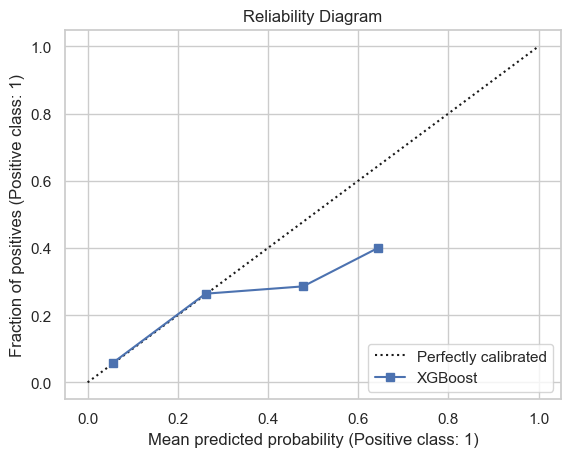 Reliability Diagram
Fraction of positives (Positive class: 1)
1.0
0.8
0.6
0.4
0.2
0.0
0.0 0.2 0.4 0.6 0.8 1.0
Mean predicted probability (Positive class: 1)
Perfectly calibrated
XGBoost